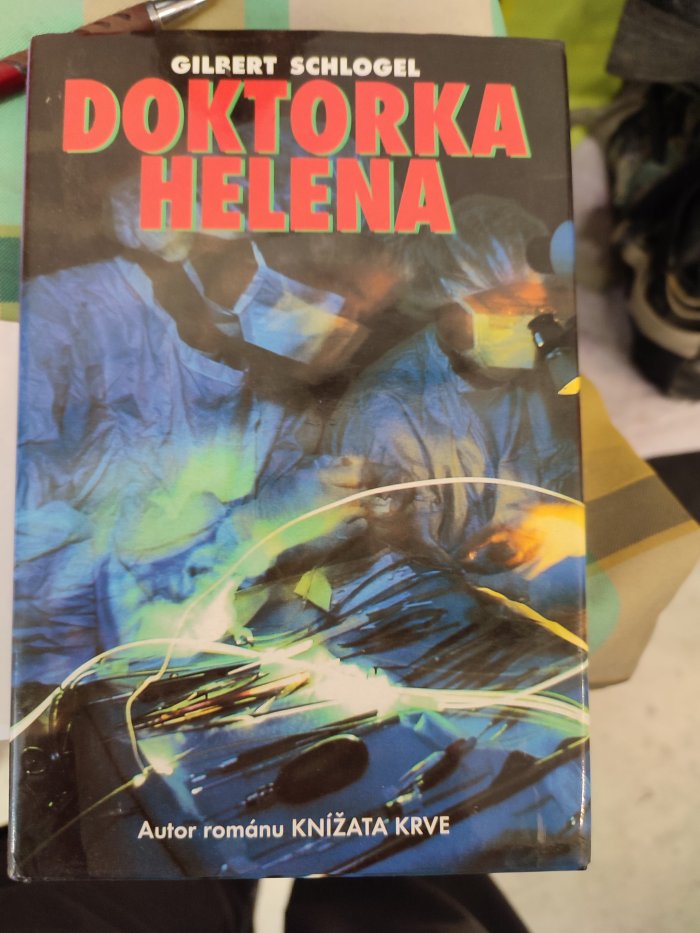 GILBERT SCHLOGEL
DOKTORKA
HELENA
Autor románu KNÍŽATA KRVE